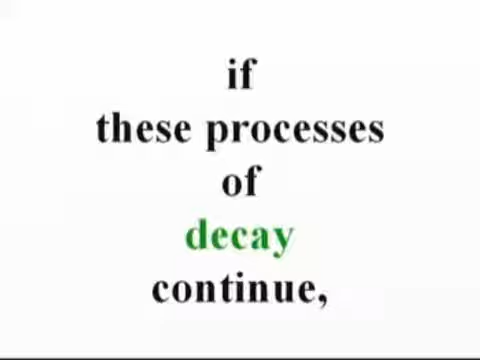 if
these processes
of
decay
continue,